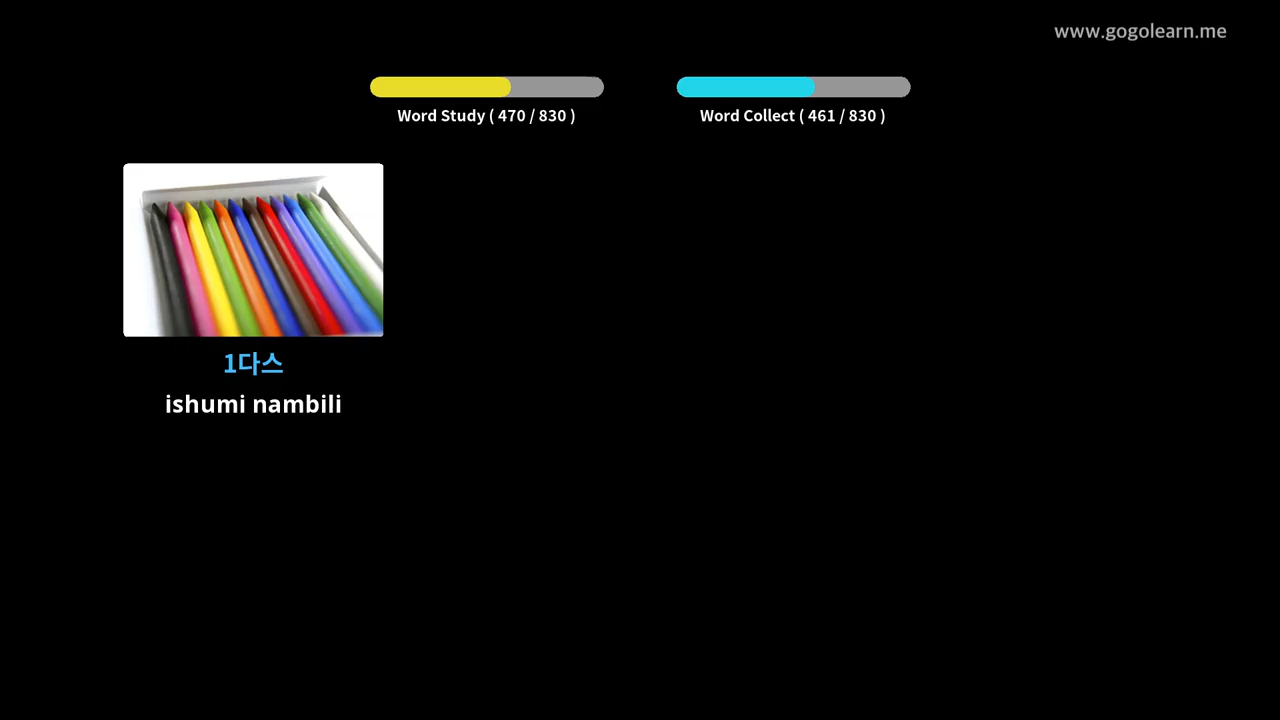 www.gogolearn.me
Word Study ( 470 / 830 )
Word Collect ( 461 / 830 )
1다스
ishumi nambili